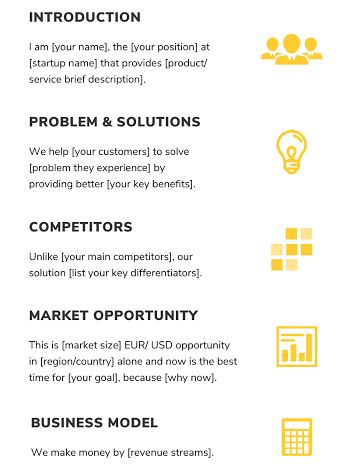 INTRODUCTION
I am [your name], the [your position] at
[startup name] that provides [product/
service brief description].
PROBLEM & SOLUTIONS
We help [your customers] to solve
[problem they experience] by
providing better [your key benefits].
COMPETITORS
Unlike [your main competitors], our
solution [list your key differentiators].
MARKET OPPORTUNITY
This is [market size] EUR/ USD opportunity
in [region/country] alone and now is the best
time for [your goal], because [why now].
BUSINESS MODEL
We make money by [revenue streams].